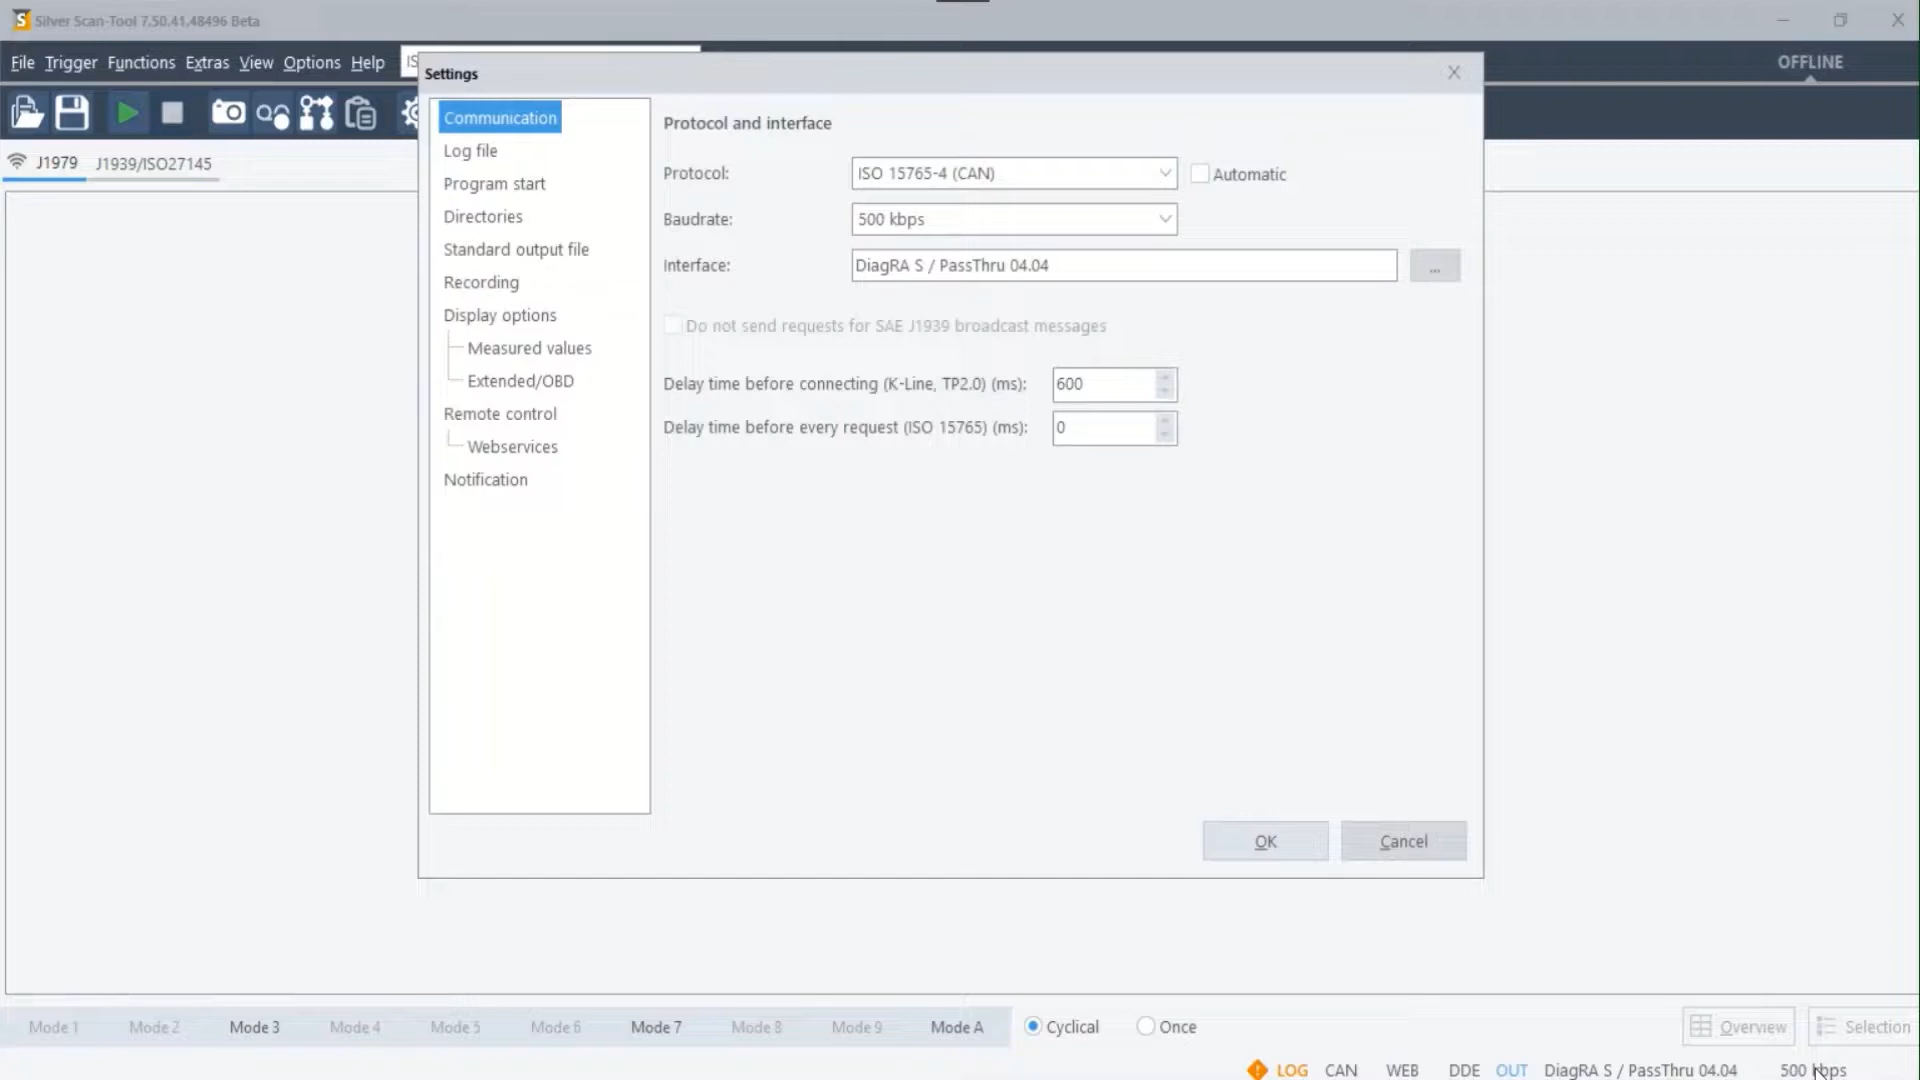 Silver Scan-Tool 7.50.41.48496 Beta
File Trigger Functions Extras View Options Help IS OFFLINE
Settings
J1979 J1939/ISO27145
Communication
Log file
Program start
Directories
Standard output file
Recording
Display options
Measured values
Extended/OBD
Remote control
Webservices
Notification
Protocol and interface
Protocol: ISO 15765-4 (CAN) Automatic
Baudrate: 500 kbps
Interface: DiagRA S / PassThru 04.04 ...
Do not send requests for SAE J1939 broadcast messages
Delay time before connecting (K-Line, TP2.0) (ms): 600
Delay time before every request (ISO 15765) (ms): 0
OK Cancel
Mode 1 Mode 2 Mode 3 Mode 4 Mode 5 Mode 6 Mode 7 Mode 8 Mode 9 Mode A Cyclical Once Overview Selection
LOG CAN WEB DDE OUT DiagRA S / PassThru 04.04 500 kbps